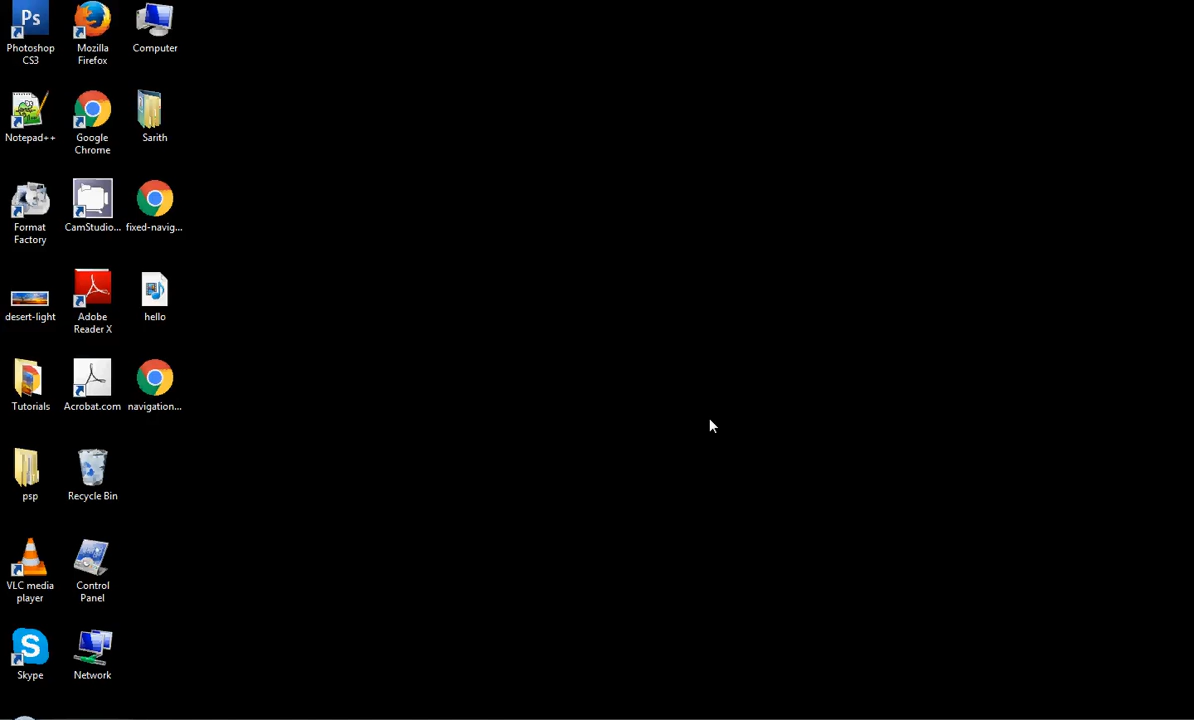 Ps
Photoshop
CS3
Mozilla
Firefox
Computer
Notepad++
Google
Chrome
Sarith
Format
Factory
CamStudio...
fixed-navig...
desert-light
Adobe
Reader X
hello
Tutorials
Acrobat.com
navigation...
psp
Recycle Bin
VLC media
player
Control
Panel
S
Skype
Network